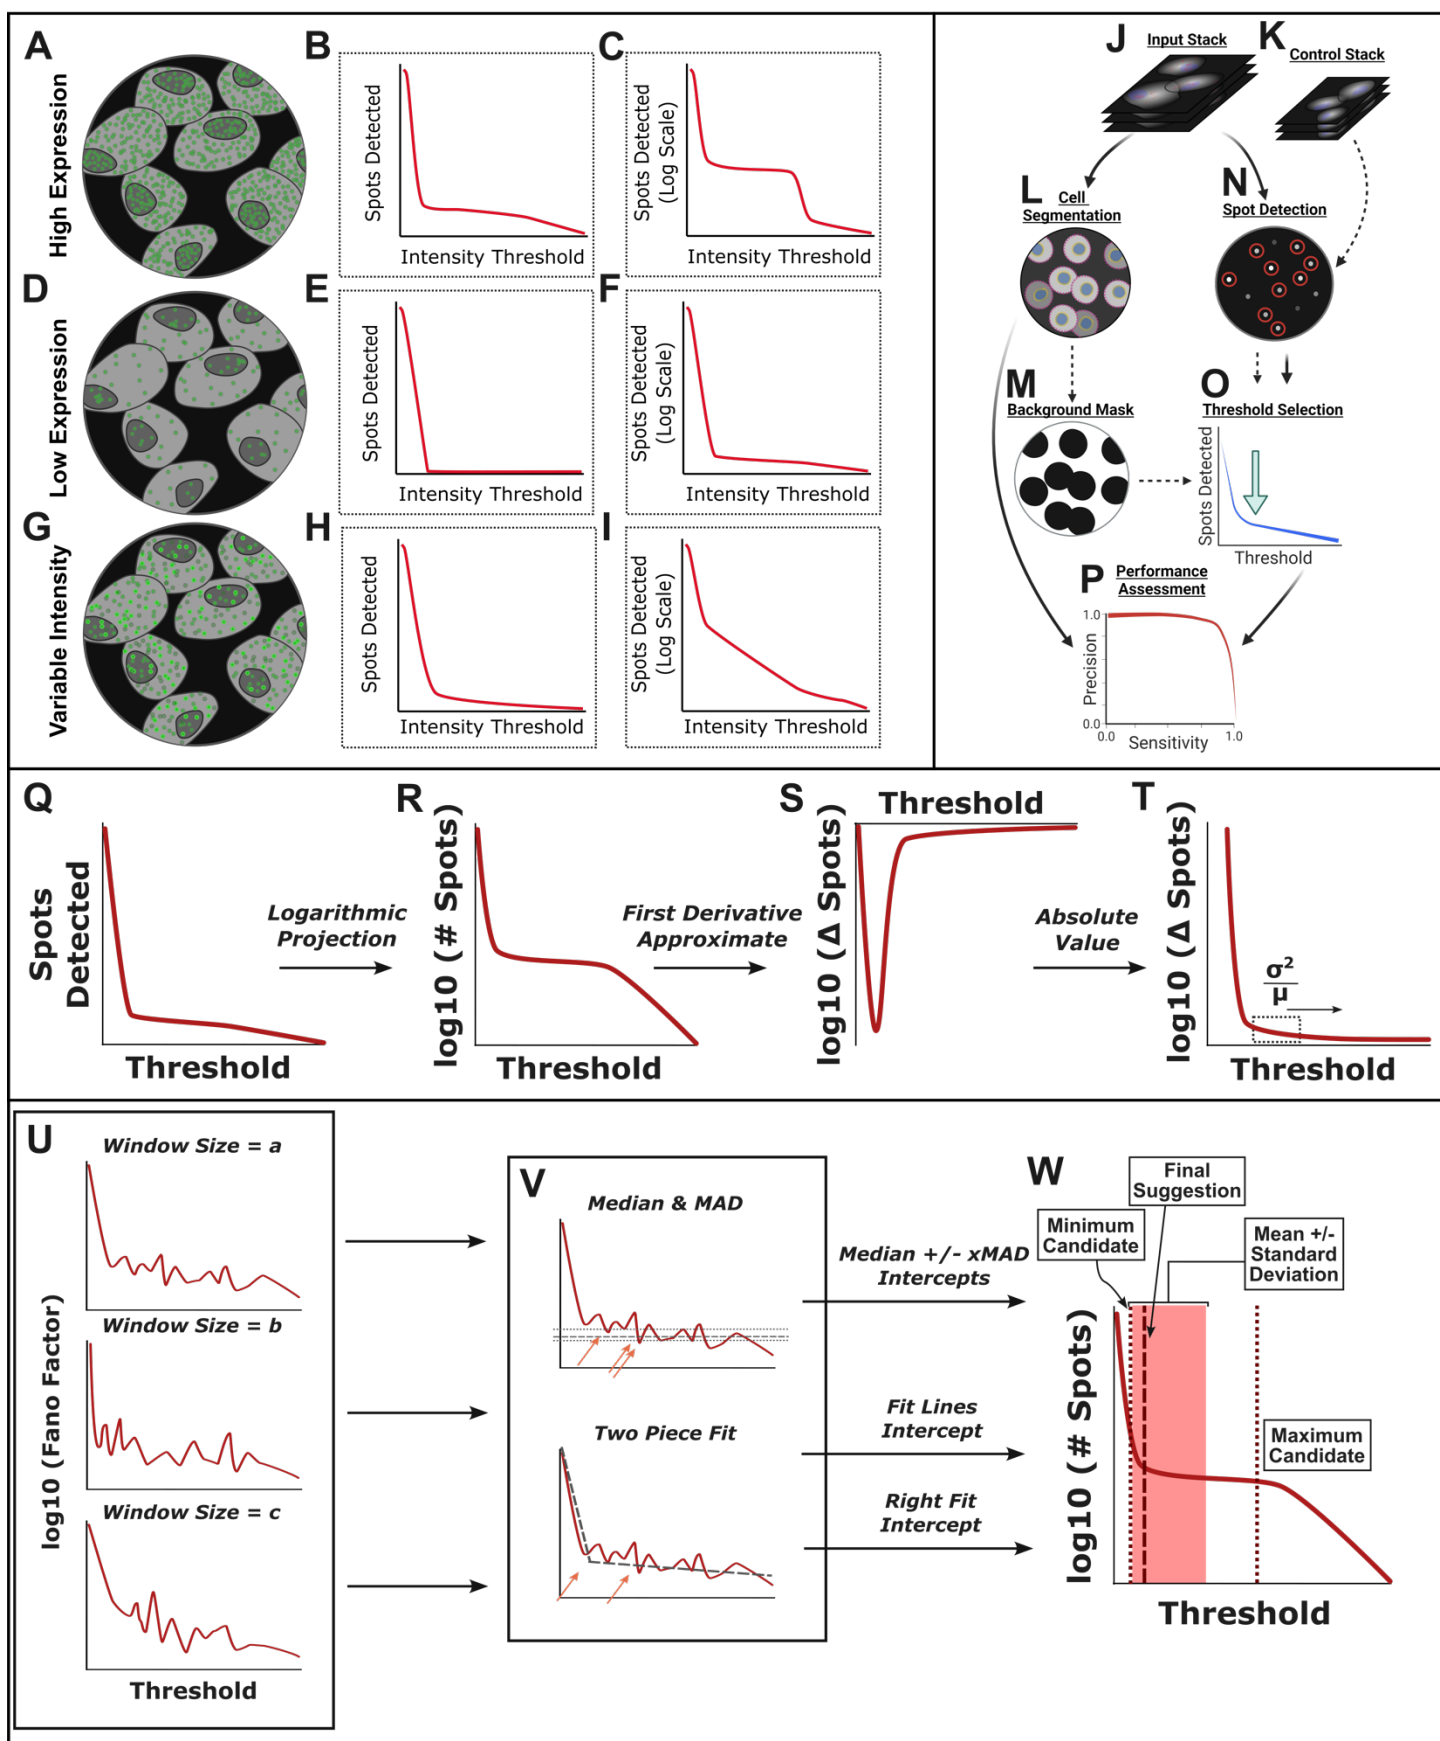 A
High Expression
B
Spots Detected
Intensity Threshold
C
Spots Detected
(Log Scale)
Intensity Threshold
D
Low Expression
E
Spots Detected
Intensity Threshold
F
Spots Detected
(Log Scale)
Intensity Threshold
G
Variable Intensity
H
Spots Detected
Intensity Threshold
I
Spots Detected
(Log Scale)
Intensity Threshold
J
Input Stack
K
Control Stack
L
Cell
Segmentation
N
Spot Detection
M
Background Mask
O
Threshold Selection
Spots Detected
Threshold
P
Performance
Assessment
1.0
Precision
0.0
0.0
1.0
Sensitivity
Q
Spots
Detected
Threshold
Logarithmic
Projection
R
log10 (# Spots)
Threshold
First Derivative
Approximate
S
Threshold
log10 (Δ Spots)
Absolute
Value
T
log10 (Δ Spots)
σ²
μ
Threshold
U
Window Size = a
Window Size = b
Window Size = c
log10 (Fano Factor)
Threshold
V
Median & MAD
Two Piece Fit
Median +/- xMAD
Intercepts
Fit Lines
Intercept
Right Fit
Intercept
W
Final
Suggestion
Minimum
Candidate
Mean +/-
Standard
Deviation
Maximum
Candidate
log10 (# Spots)
Threshold